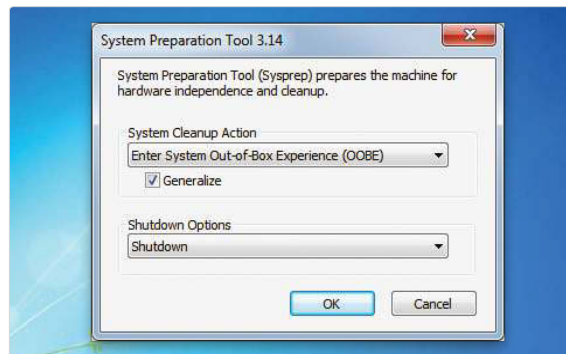 System Preparation Tool 3.14
System Preparation Tool (Sysprep) prepares the machine for
hardware independence and cleanup.
System Cleanup Action
Enter System Out-of-Box Experience (OOBE)
Generalize
Shutdown Options
Shutdown
OK
Cancel